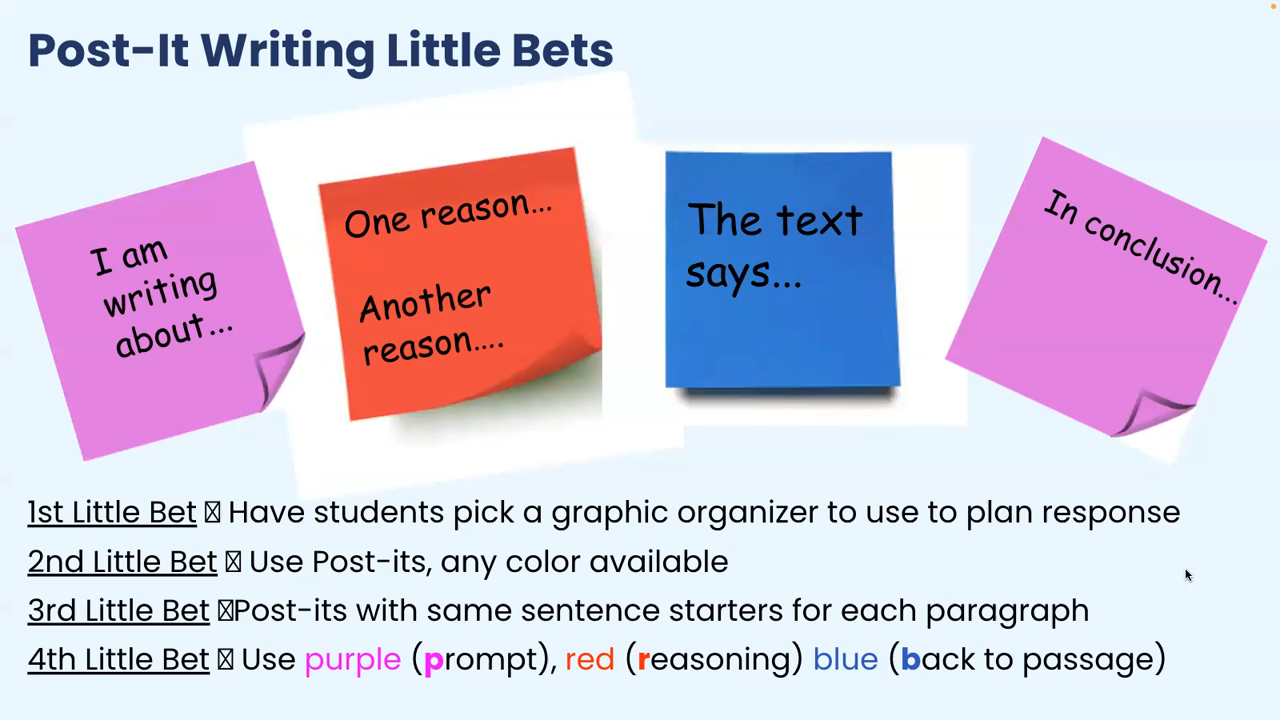 Post-It Writing Little Bets
I am
writing
about...
One reason...
Another
reason....
The text
says...
In conclusion...
1st Little Bet Have students pick a graphic organizer to use to plan response
2nd Little Bet Use Post-its, any color available
3rd Little Bet Post-its with same sentence starters for each paragraph
4th Little Bet Use purple (prompt), red (reasoning) blue (back to passage)